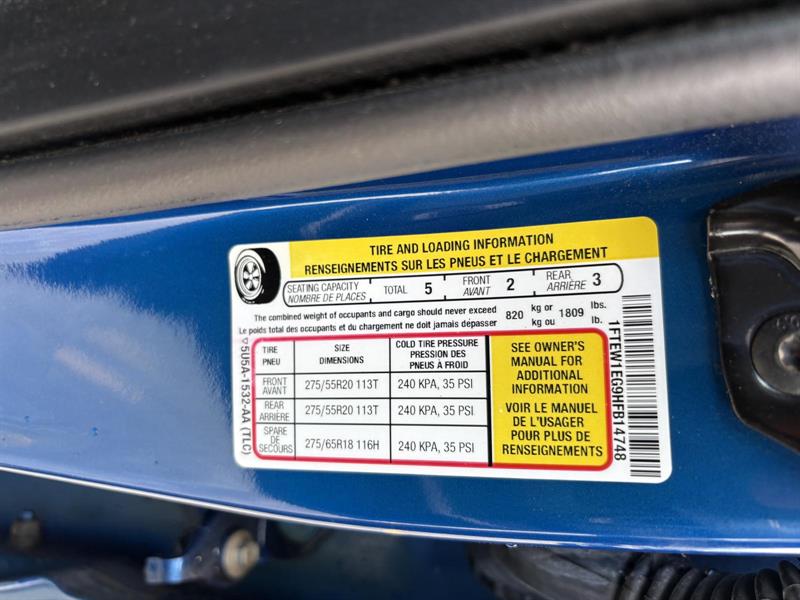 TIRE AND LOADING INFORMATION
RENSEIGNEMENTS SUR LES PNEUS ET LE CHARGEMENT
SEATING CAPACITY
NOMBRE DE PLACES
TOTAL 5
FRONT
AVANT 2
REAR
ARRIÈRE 3
The combined weight of occupants and cargo should never exceed 820 kg or 1809 lbs.
Le poids total des occupants et du chargement ne doit jamais dépasser kg ou lb.
TIRE
PNEU
SIZE
DIMENSIONS
COLD TIRE PRESSURE
PRESSION DES
PNEUS À FROID
FRONT
AVANT
275/55R20 113T
240 KPA, 35 PSI
REAR
ARRIÈRE
275/55R20 113T
240 KPA, 35 PSI
SPARE
DE
SECOURS
275/65R18 116H
240 KPA, 35 PSI
SEE OWNER'S
MANUAL FOR
ADDITIONAL
INFORMATION
VOIR LE MANUEL
DE L'USAGER
POUR PLUS DE
RENSEIGNEMENTS
5U5A-1532-AA (TLC)
1FTEW1EG9HFB14748